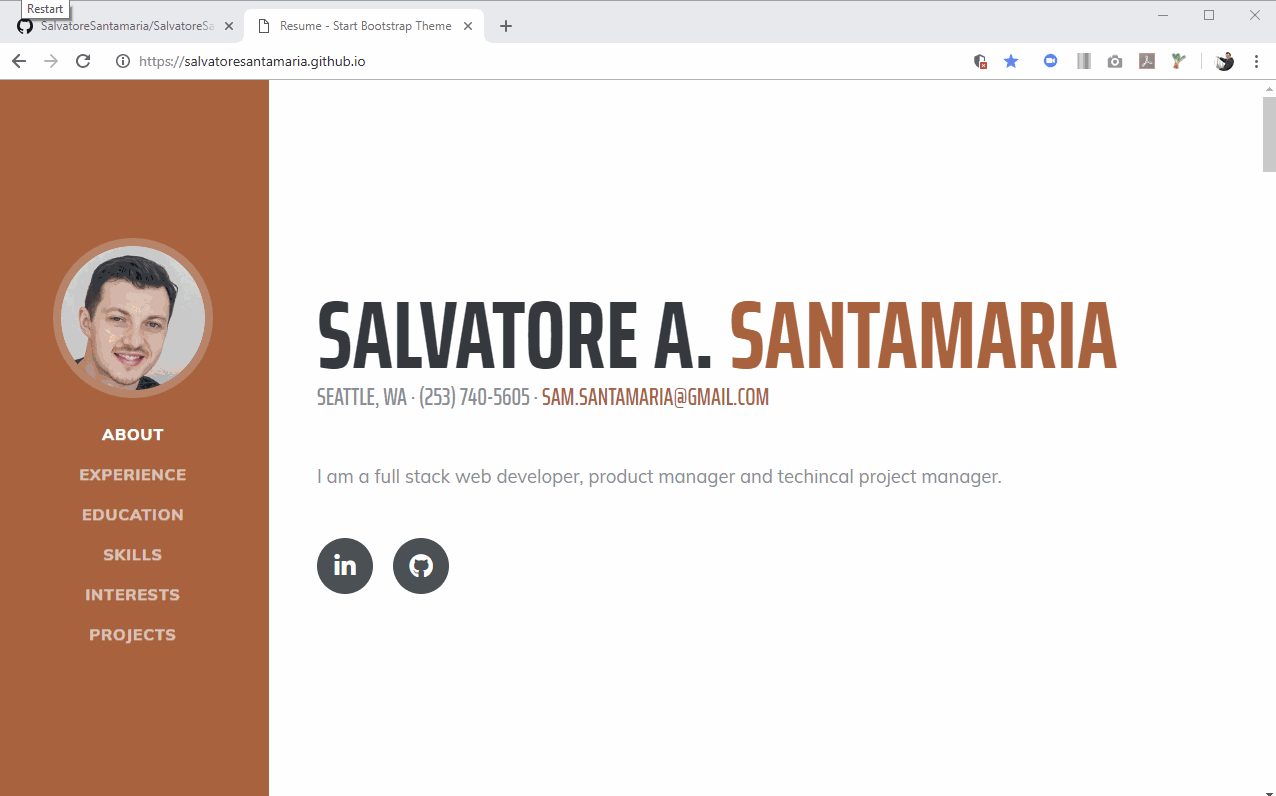 Restart
SalvatoreSantamaria/SalvatoreSa
Resume - Start Bootstrap Theme
https://salvatoresantamaria.github.io
SALVATORE A. SANTAMARIA
SEATTLE, WA · (253) 740-5605 · SAM.SANTAMARIA@GMAIL.COM
I am a full stack web developer, product manager and techincal project manager.
in
ABOUT
EXPERIENCE
EDUCATION
SKILLS
INTERESTS
PROJECTS